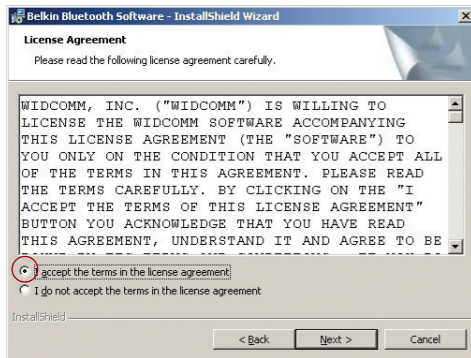 Belkin Bluetooth Software - InstallShield Wizard
License Agreement
Please read the following license agreement carefully.
WIDCOMM, INC. ("WIDCOMM") IS WILLING TO
LICENSE THE WIDCOMM SOFTWARE ACCOMPANYING
THIS LICENSE AGREEMENT (THE "SOFTWARE") TO
YOU ONLY ON THE CONDITION THAT YOU ACCEPT ALL
OF THE TERMS IN THIS AGREEMENT. PLEASE READ
THE TERMS CAREFULLY. BY CLICKING ON THE "I
ACCEPT THE TERMS OF THIS LICENSE AGREEMENT"
BUTTON YOU ACKNOWLEDGE THAT YOU HAVE READ
THIS AGREEMENT, UNDERSTAND IT AND AGREE TO BE
I accept the terms in the license agreement
I do not accept the terms in the license agreement
InstallShield
< Back Next > Cancel